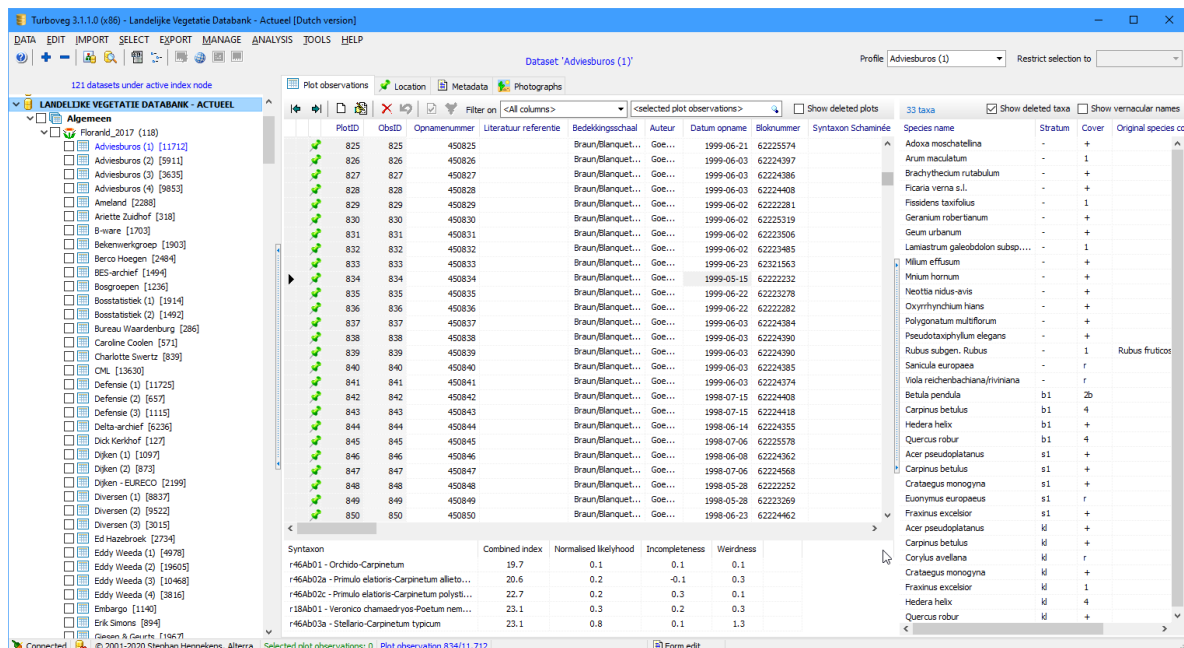 Turboveg 3.1.1.0 (x86) - Landelijke Vegetatie Databank - Actueel [Dutch version]
DATA EDIT IMPORT SELECT EXPORT MANAGE ANALYSIS TOOLS HELP
Dataset 'Adviesburos (1)'
Profile Adviesburos (1) Restrict selection to
121 datasets under active index node
LANDELIJKE VEGETATIE DATABANK - ACTUEEL
Algemeen
FloranId_2017 (118)
Adviesburos (1) [11712]
Adviesburos (2) [5911]
Adviesburos (3) [3635]
Adviesburos (4) [9853]
Ameland [2288]
Ariette Zuidhof [318]
B-ware [1703]
Bekenwerkgroep [1903]
Berco Hoegen [2484]
BES-archief [1494]
Bosgroepen [1236]
Bosstatistiek (1) [1914]
Bosstatistiek (2) [1492]
Bureau Waardenburg [286]
Caroline Coolen [571]
Charlotte Swertz [839]
CML [13630]
Defensie (1) [11725]
Defensie (2) [657]
Defensie (3) [1115]
Delta-archief [6236]
Dick Kerkhof [127]
Dijken (1) [1097]
Dijken (2) [873]
Dijken - EURECO [2199]
Diversen (1) [8837]
Diversen (2) [9522]
Diversen (3) [3015]
Ed Hazebroek [2734]
Eddy Weeda (1) [4978]
Eddy Weeda (2) [19605]
Eddy Weeda (3) [10468]
Eddy Weeda (4) [3816]
Embargo [1140]
Erik Simons [894]
Giesen & Geurts [1967]
Plot observations Location Metadata Photographs
Filter on <All columns> <selected plot observations> Show deleted plots
PlotID ObsID Opnamenummer Literatuur referentie Bedekkingsschaal Auteur Datum opname Bloknummer Syntaxon Schaminée
825 825 450825 Braun/Blanquet... Goe... 1999-06-21 62225574
826 826 450826 Braun/Blanquet... Goe... 1999-06-03 62224397
827 827 450827 Braun/Blanquet... Goe... 1999-06-03 62224386
828 828 450828 Braun/Blanquet... Goe... 1999-06-03 62224408
829 829 450829 Braun/Blanquet... Goe... 1999-06-02 62222281
830 830 450830 Braun/Blanquet... Goe... 1999-06-02 62225319
831 831 450831 Braun/Blanquet... Goe... 1999-06-02 62223506
832 832 450832 Braun/Blanquet... Goe... 1999-06-02 62223485
833 833 450833 Braun/Blanquet... Goe... 1999-06-23 62321563
834 834 450834 Braun/Blanquet... Goe... 1999-05-15 62222232
835 835 450835 Braun/Blanquet... Goe... 1999-06-22 62223278
836 836 450836 Braun/Blanquet... Goe... 1999-06-22 62222282
837 837 450837 Braun/Blanquet... Goe... 1999-06-03 62224384
838 838 450838 Braun/Blanquet... Goe... 1999-06-03 62224390
839 839 450839 Braun/Blanquet... Goe... 1999-06-03 62224390
840 840 450840 Braun/Blanquet... Goe... 1999-06-03 62224385
841 841 450841 Braun/Blanquet... Goe... 1999-06-03 62224374
842 842 450842 Braun/Blanquet... Goe... 1998-07-15 62224408
843 843 450843 Braun/Blanquet... Goe... 1998-07-15 62224418
844 844 450844 Braun/Blanquet... Goe... 1998-06-14 62224355
845 845 450845 Braun/Blanquet... Goe... 1998-07-06 62225578
846 846 450846 Braun/Blanquet... Goe... 1998-06-08 62224362
847 847 450847 Braun/Blanquet... Goe... 1998-07-06 62224568
848 848 450848 Braun/Blanquet... Goe... 1998-05-28 62222252
849 849 450849 Braun/Blanquet... Goe... 1998-05-28 62223269
850 850 450850 Braun/Blanquet... Goe... 1998-06-23 62224462
Syntaxon Combined index Normalised likelyhood Incompleteness Weirdness
r46Ab01 - Orchido-Carpinetum 19.7 0.1 0.1 0.1
r46Ab02a - Primulo elatioris-Carpinetum allieto... 20.6 0.2 -0.1 0.3
r46Ab02c - Primulo elatioris-Carpinetum polysti... 22.7 0.2 0.3 0.1
r18Ab01 - Veronico chamaedryos-Poetum nem... 23.1 0.3 0.2 0.3
r46Ab03a - Stellario-Carpinetum typicum 23.1 0.8 0.1 1.3
33 taxa Show deleted taxa Show vernacular names
Species name Stratum Cover Original species co
Adoxa moschatellina - +
Arum maculatum - 1
Brachythecium rutabulum - +
Ficaria verna s.l. - +
Fissidens taxifolius - 1
Geranium robertianum - +
Geum urbanum - +
Lamiastrum galeobdolon subsp.... - 1
Milium effusum - +
Mnium hornum - +
Neottia nidus-avis - +
Oxyrrhynchium hians - +
Polygonatum multiflorum - +
Pseudotaxiphyllum elegans - +
Rubus subgen. Rubus - 1 Rubus fruticos
Sanicula europaea - r
Viola reichenbachiana/riviniana - r
Betula pendula b1 2b
Carpinus betulus b1 4
Hedera helix b1 +
Quercus robur b1 4
Acer pseudoplatanus s1 +
Carpinus betulus s1 +
Crataegus monogyna s1 +
Euonymus europaeus s1 r
Fraxinus excelsior s1 +
Acer pseudoplatanus kl +
Carpinus betulus kl +
Corylus avellana kl r
Crataegus monogyna kl +
Fraxinus excelsior kl 1
Hedera helix kl 4
Quercus robur kl +
Connected © 2001-2020 Stephan Hennekens, Alterra Selected plot observations: 0 Plot observation 834/11.712 Form edit